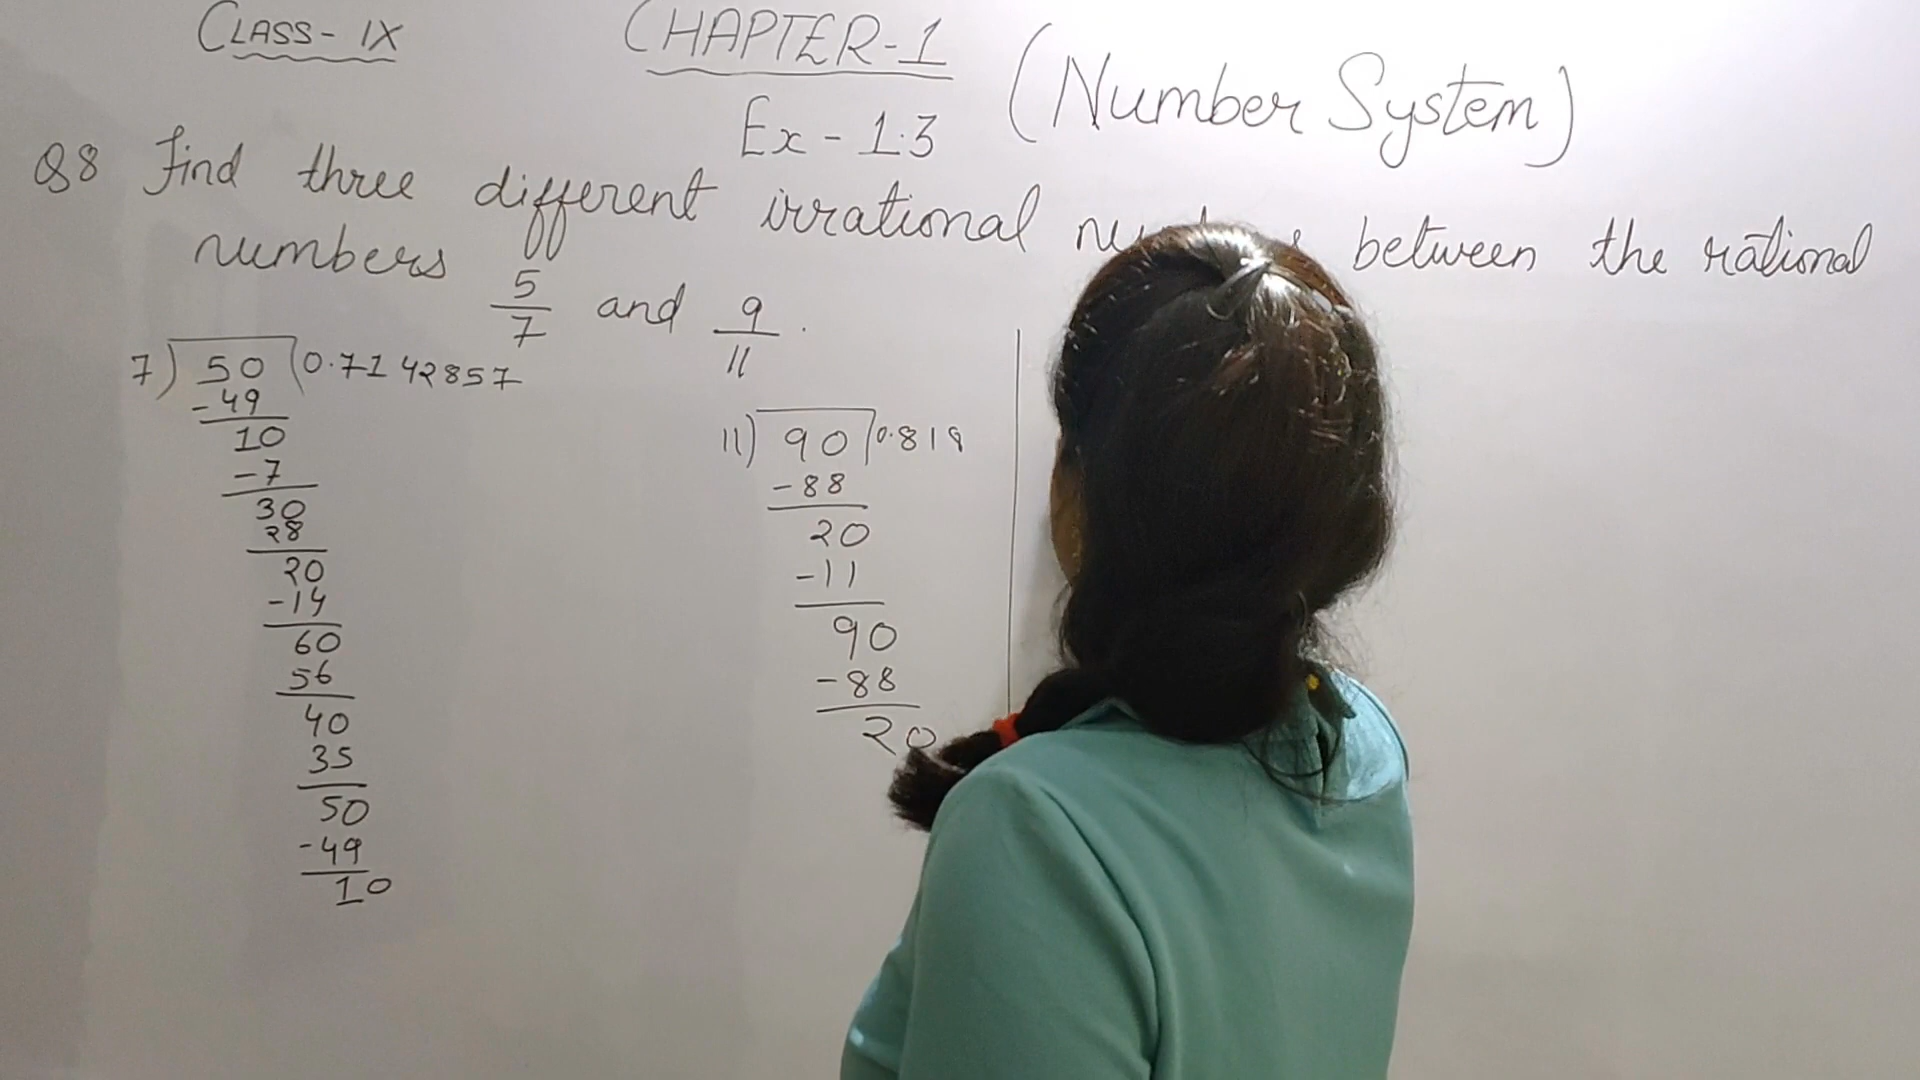 CLASS- IX
CHAPTER-1
(Number System)
Ex - 1.3
Q8 Find three different irrational between the rational
numbers 5/7 and 9/11.
7) 50 (0.7142857
-49
10
-7
30
28
20
-14
60
56
40
35
50
-49
10
11) 90 (0.818
-88
20
-11
90
-88
20